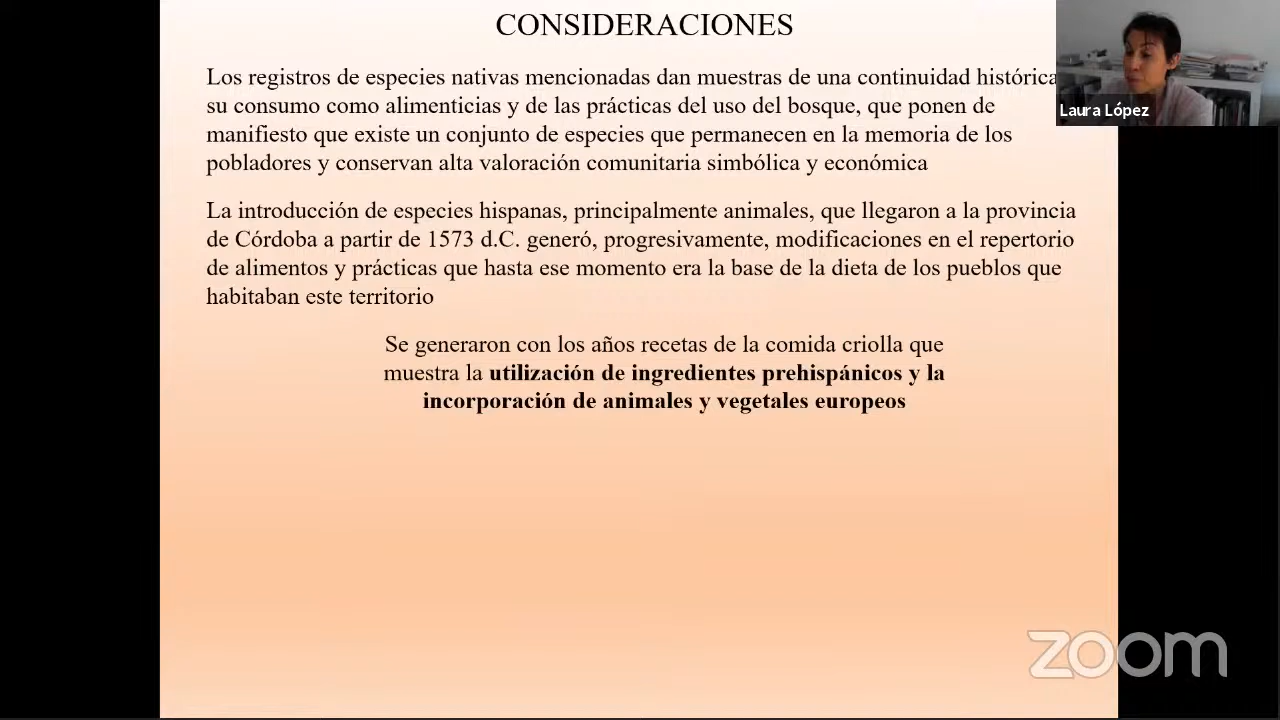 CONSIDERACIONES
Los registros de especies nativas mencionadas dan muestras de una continuidad histórica
su consumo como alimenticias y de las prácticas del uso del bosque, que ponen de
manifiesto que existe un conjunto de especies que permanecen en la memoria de los
pobladores y conservan alta valoración comunitaria simbólica y económica
La introducción de especies hispanas, principalmente animales, que llegaron a la provincia
de Córdoba a partir de 1573 d.C. generó, progresivamente, modificaciones en el repertorio
de alimentos y prácticas que hasta ese momento era la base de la dieta de los pueblos que
habitaban este territorio
Se generaron con los años recetas de la comida criolla que
muestra la utilización de ingredientes prehispánicos y la
incorporación de animales y vegetales europeos
Laura López
zoom